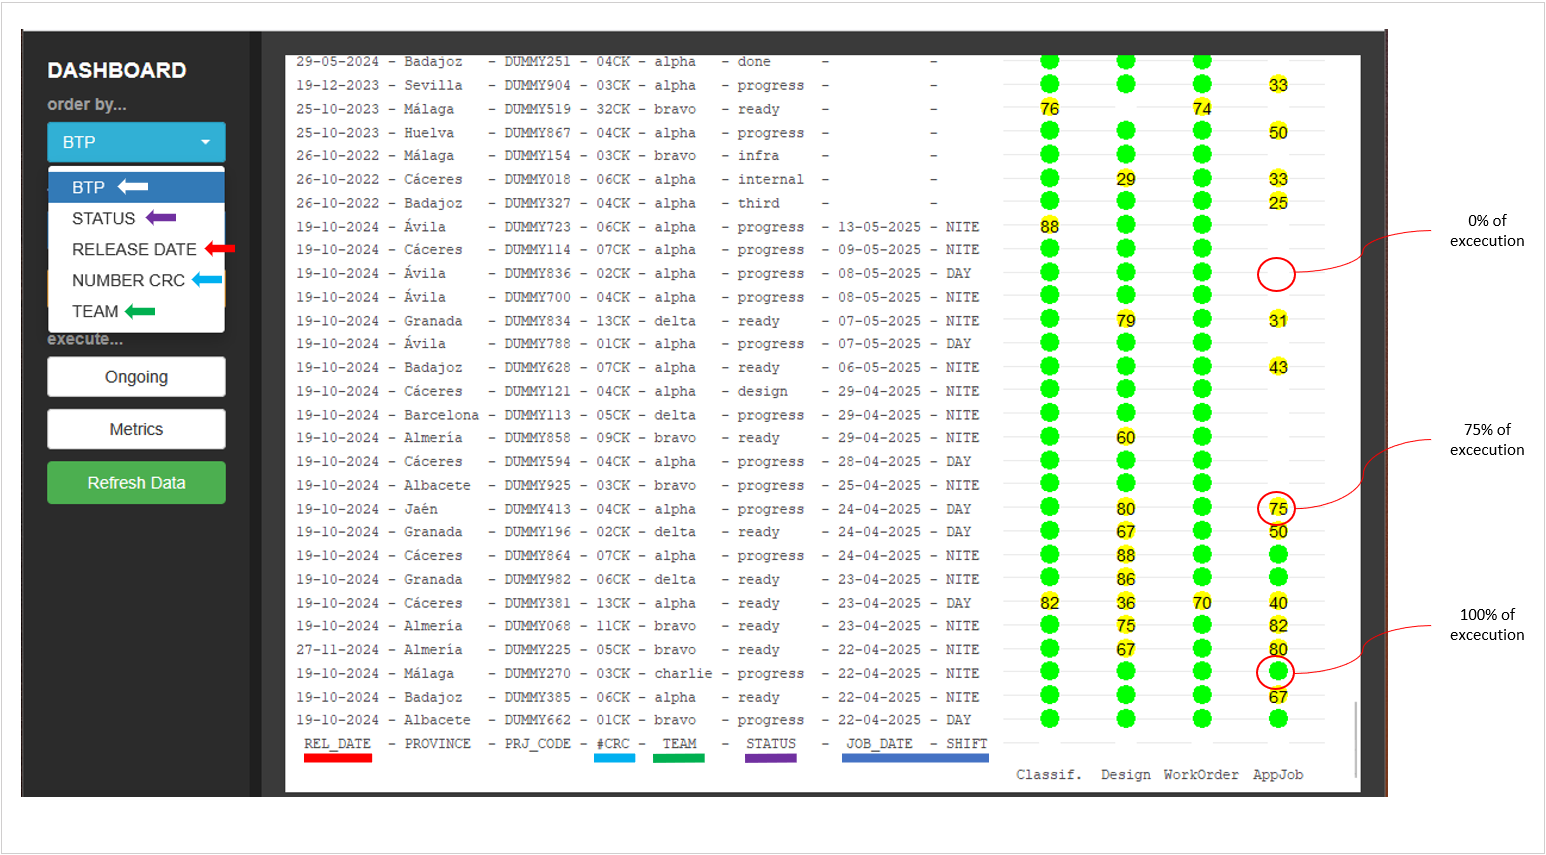 DASHBOARD
order by...
BTP
BTP
STATUS
RELEASE DATE
NUMBER CRC
TEAM
execute...
Ongoing
Metrics
Refresh Data
29-05-2024 - Badajoz - DUMMY251 - 04CK - alpha - done - -
19-12-2023 - Sevilla - DUMMY904 - 03CK - alpha - progress - - 33
25-10-2023 - Málaga - DUMMY519 - 32CK - bravo - ready - - 76 74
25-10-2023 - Huelva - DUMMY867 - 04CK - alpha - progress - - 50
26-10-2022 - Málaga - DUMMY154 - 03CK - bravo - infra - -
26-10-2022 - Cáceres - DUMMY018 - 06CK - alpha - internal - - 29 33
26-10-2022 - Badajoz - DUMMY327 - 04CK - alpha - third - - 25
19-10-2024 - Ávila - DUMMY723 - 06CK - alpha - progress - 13-05-2025 - NITE 88
19-10-2024 - Cáceres - DUMMY114 - 07CK - alpha - progress - 09-05-2025 - NITE
19-10-2024 - Ávila - DUMMY836 - 02CK - alpha - progress - 08-05-2025 - DAY
19-10-2024 - Ávila - DUMMY700 - 04CK - alpha - progress - 08-05-2025 - NITE
19-10-2024 - Granada - DUMMY834 - 13CK - delta - ready - 07-05-2025 - NITE 79 31
19-10-2024 - Ávila - DUMMY788 - 01CK - alpha - progress - 07-05-2025 - DAY
19-10-2024 - Badajoz - DUMMY628 - 07CK - alpha - ready - 06-05-2025 - NITE 43
19-10-2024 - Cáceres - DUMMY121 - 04CK - alpha - design - 29-04-2025 - NITE
19-10-2024 - Barcelona - DUMMY113 - 05CK - delta - progress - 29-04-2025 - NITE
19-10-2024 - Almería - DUMMY858 - 09CK - bravo - ready - 29-04-2025 - NITE 60
19-10-2024 - Cáceres - DUMMY594 - 04CK - alpha - progress - 28-04-2025 - DAY
19-10-2024 - Albacete - DUMMY925 - 03CK - bravo - progress - 25-04-2025 - NITE
19-10-2024 - Jaén - DUMMY413 - 04CK - alpha - progress - 24-04-2025 - DAY 80 75
19-10-2024 - Granada - DUMMY196 - 02CK - delta - ready - 24-04-2025 - DAY 67 50
19-10-2024 - Cáceres - DUMMY864 - 07CK - alpha - progress - 24-04-2025 - NITE 88
19-10-2024 - Granada - DUMMY982 - 06CK - delta - ready - 23-04-2025 - NITE 86
19-10-2024 - Cáceres - DUMMY381 - 13CK - alpha - ready - 23-04-2025 - DAY 82 36 70 40
19-10-2024 - Almería - DUMMY068 - 11CK - bravo - ready - 23-04-2025 - NITE 75 82
27-11-2024 - Almería - DUMMY225 - 05CK - bravo - ready - 22-04-2025 - NITE 67 80
19-10-2024 - Málaga - DUMMY270 - 03CK - charlie - progress - 22-04-2025 - NITE
19-10-2024 - Badajoz - DUMMY385 - 06CK - alpha - ready - 22-04-2025 - NITE 67
19-10-2024 - Albacete - DUMMY662 - 01CK - bravo - progress - 22-04-2025 - DAY
REL_DATE - PROVINCE - PRJ_CODE - #CRC - TEAM - STATUS - JOB_DATE - SHIFT
Classif. Design WorkOrder AppJob
0% of
excecution
75% of
excecution
100% of
excecution